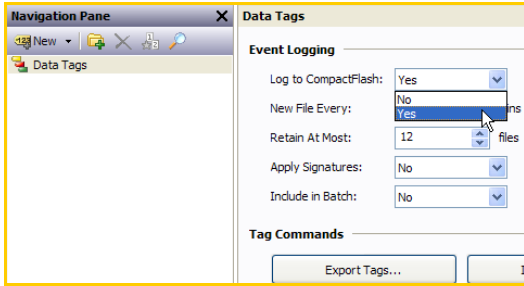 Navigation Pane X Data Tags
New
Data Tags
Event Logging
Log to CompactFlash: Yes
No
Yes
New File Every: ins
Retain At Most: 12 files
Apply Signatures: No
Include in Batch: No
Tag Commands
Export Tags...